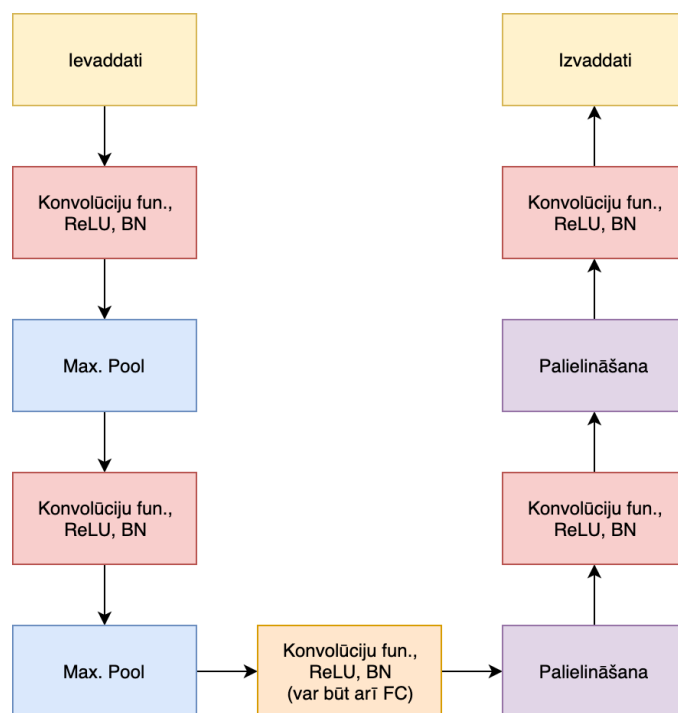 Ievaddati
Izvaddati
Konvolūciju fun.,
ReLU, BN
Konvolūciju fun.,
ReLU, BN
Max. Pool
Palielināšana
Konvolūciju fun.,
ReLU, BN
Konvolūciju fun.,
ReLU, BN
Max. Pool
Konvolūciju fun.,
ReLU, BN
(var būt arī FC)
Palielināšana